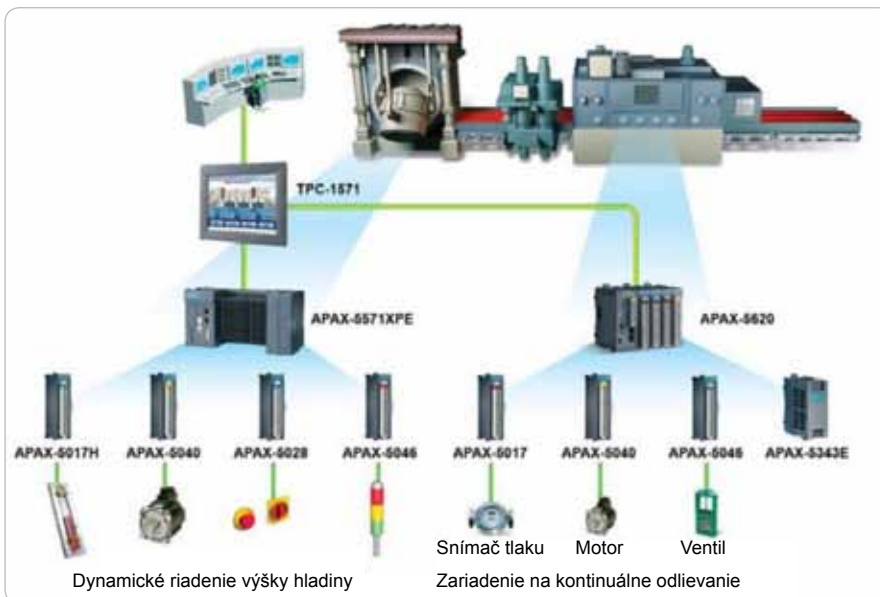 TPC-1571
APAX-5571XPE
APAX-5620
APAX-5017H APAX-5040 APAX-5028 APAX-5046 APAX-5017 APAX-5040 APAX-5046 APAX-5343E
Snímač tlaku Motor Ventil
Dynamické riadenie výšky hladiny Zariadenie na kontinuálne odlievanie